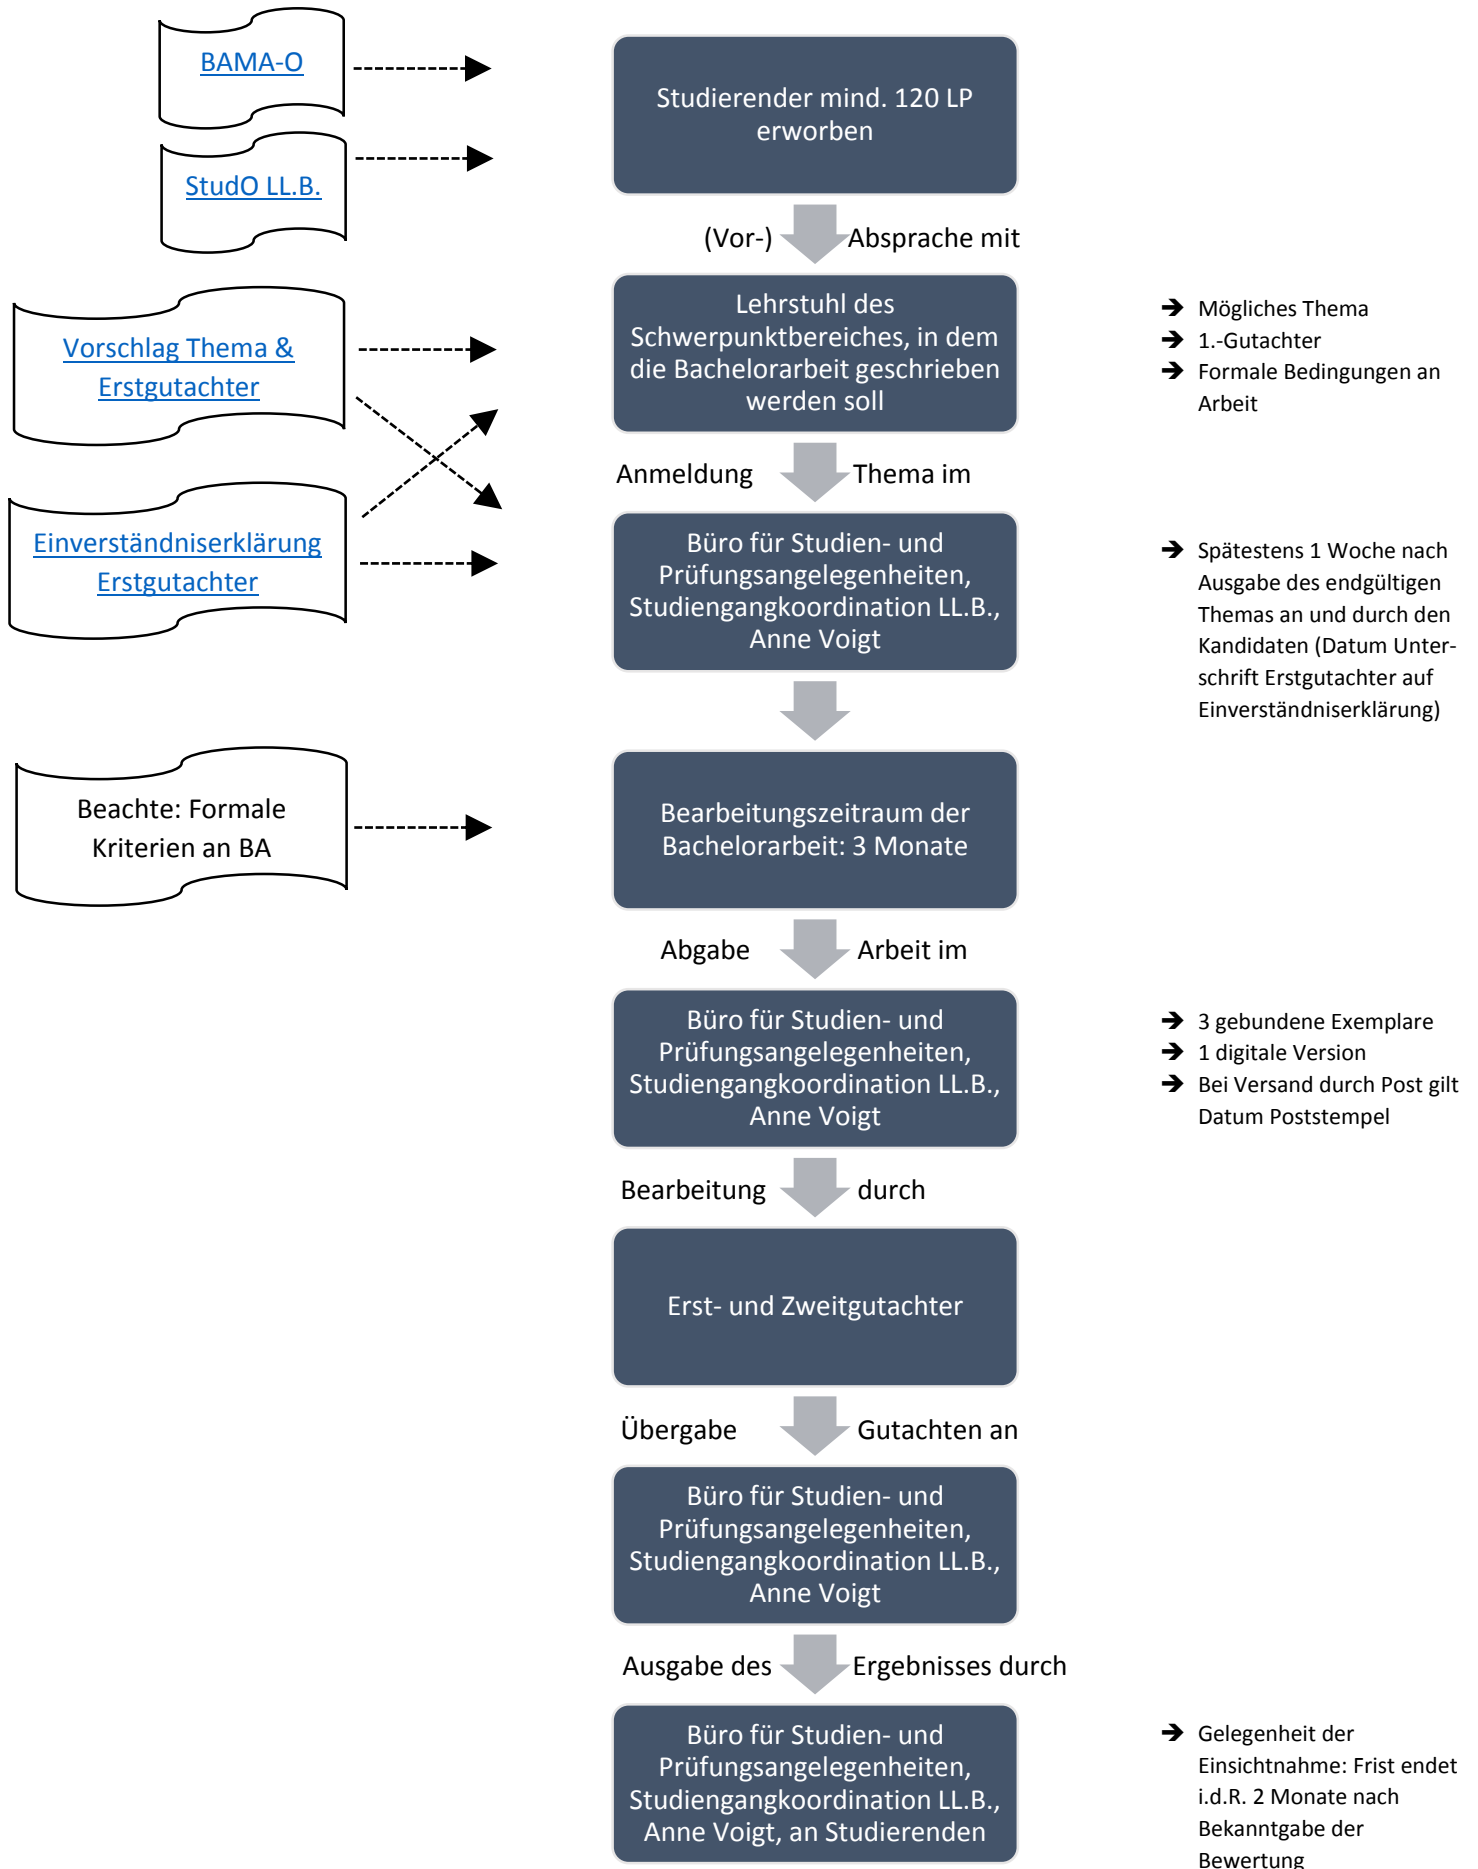 BAMA-O
Studierender mind. 120 LP
erworben
StudO LL.B.
(Vor-) Absprache mit
Vorschlag Thema &
Erstgutachter
Lehrstuhl des
Schwerpunktbereiches, in dem
die Bachelorarbeit geschrieben
werden soll
➔ Mögliches Thema
➔ 1.-Gutachter
➔ Formale Bedingungen an
Arbeit
Anmeldung Thema im
Einverständniserklärung
Erstgutachter
Büro für Studien- und
Prüfungsangelegenheiten,
Studiengangkoordination LL.B.,
Anne Voigt
➔ Spätestens 1 Woche nach
Ausgabe des endgültigen
Themas an und durch den
Kandidaten (Datum Unter-
schrift Erstgutachter auf
Einverständniserklärung)
Beachte: Formale
Kriterien an BA
Bearbeitungszeitraum der
Bachelorarbeit: 3 Monate
Abgabe Arbeit im
Büro für Studien- und
Prüfungsangelegenheiten,
Studiengangkoordination LL.B.,
Anne Voigt
➔ 3 gebundene Exemplare
➔ 1 digitale Version
➔ Bei Versand durch Post gilt
Datum Poststempel
Bearbeitung durch
Erst- und Zweitgutachter
Übergabe Gutachten an
Büro für Studien- und
Prüfungsangelegenheiten,
Studiengangkoordination LL.B.,
Anne Voigt
Ausgabe des Ergebnisses durch
Büro für Studien- und
Prüfungsangelegenheiten,
Studiengangkoordination LL.B.,
Anne Voigt, an Studierenden
➔ Gelegenheit der
Einsichtnahme: Frist endet
i.d.R. 2 Monate nach
Bekanntgabe der
Bewertung